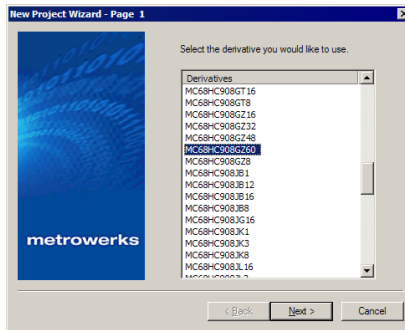 New Project Wizard - Page 1
Select the derivative you would like to use.
Derivatives
MC68HC908GT16
MC68HC908GT8
MC68HC908GZ16
MC68HC908GZ32
MC68HC908GZ48
MC68HC908GZ60
MC68HC908GZ8
MC68HC908JB1
MC68HC908JB12
MC68HC908JB16
MC68HC908JB8
MC68HC908JG16
MC68HC908JK1
MC68HC908JK3
MC68HC908JK8
MC68HC908JL16
metrowerks
< Back
Next >
Cancel